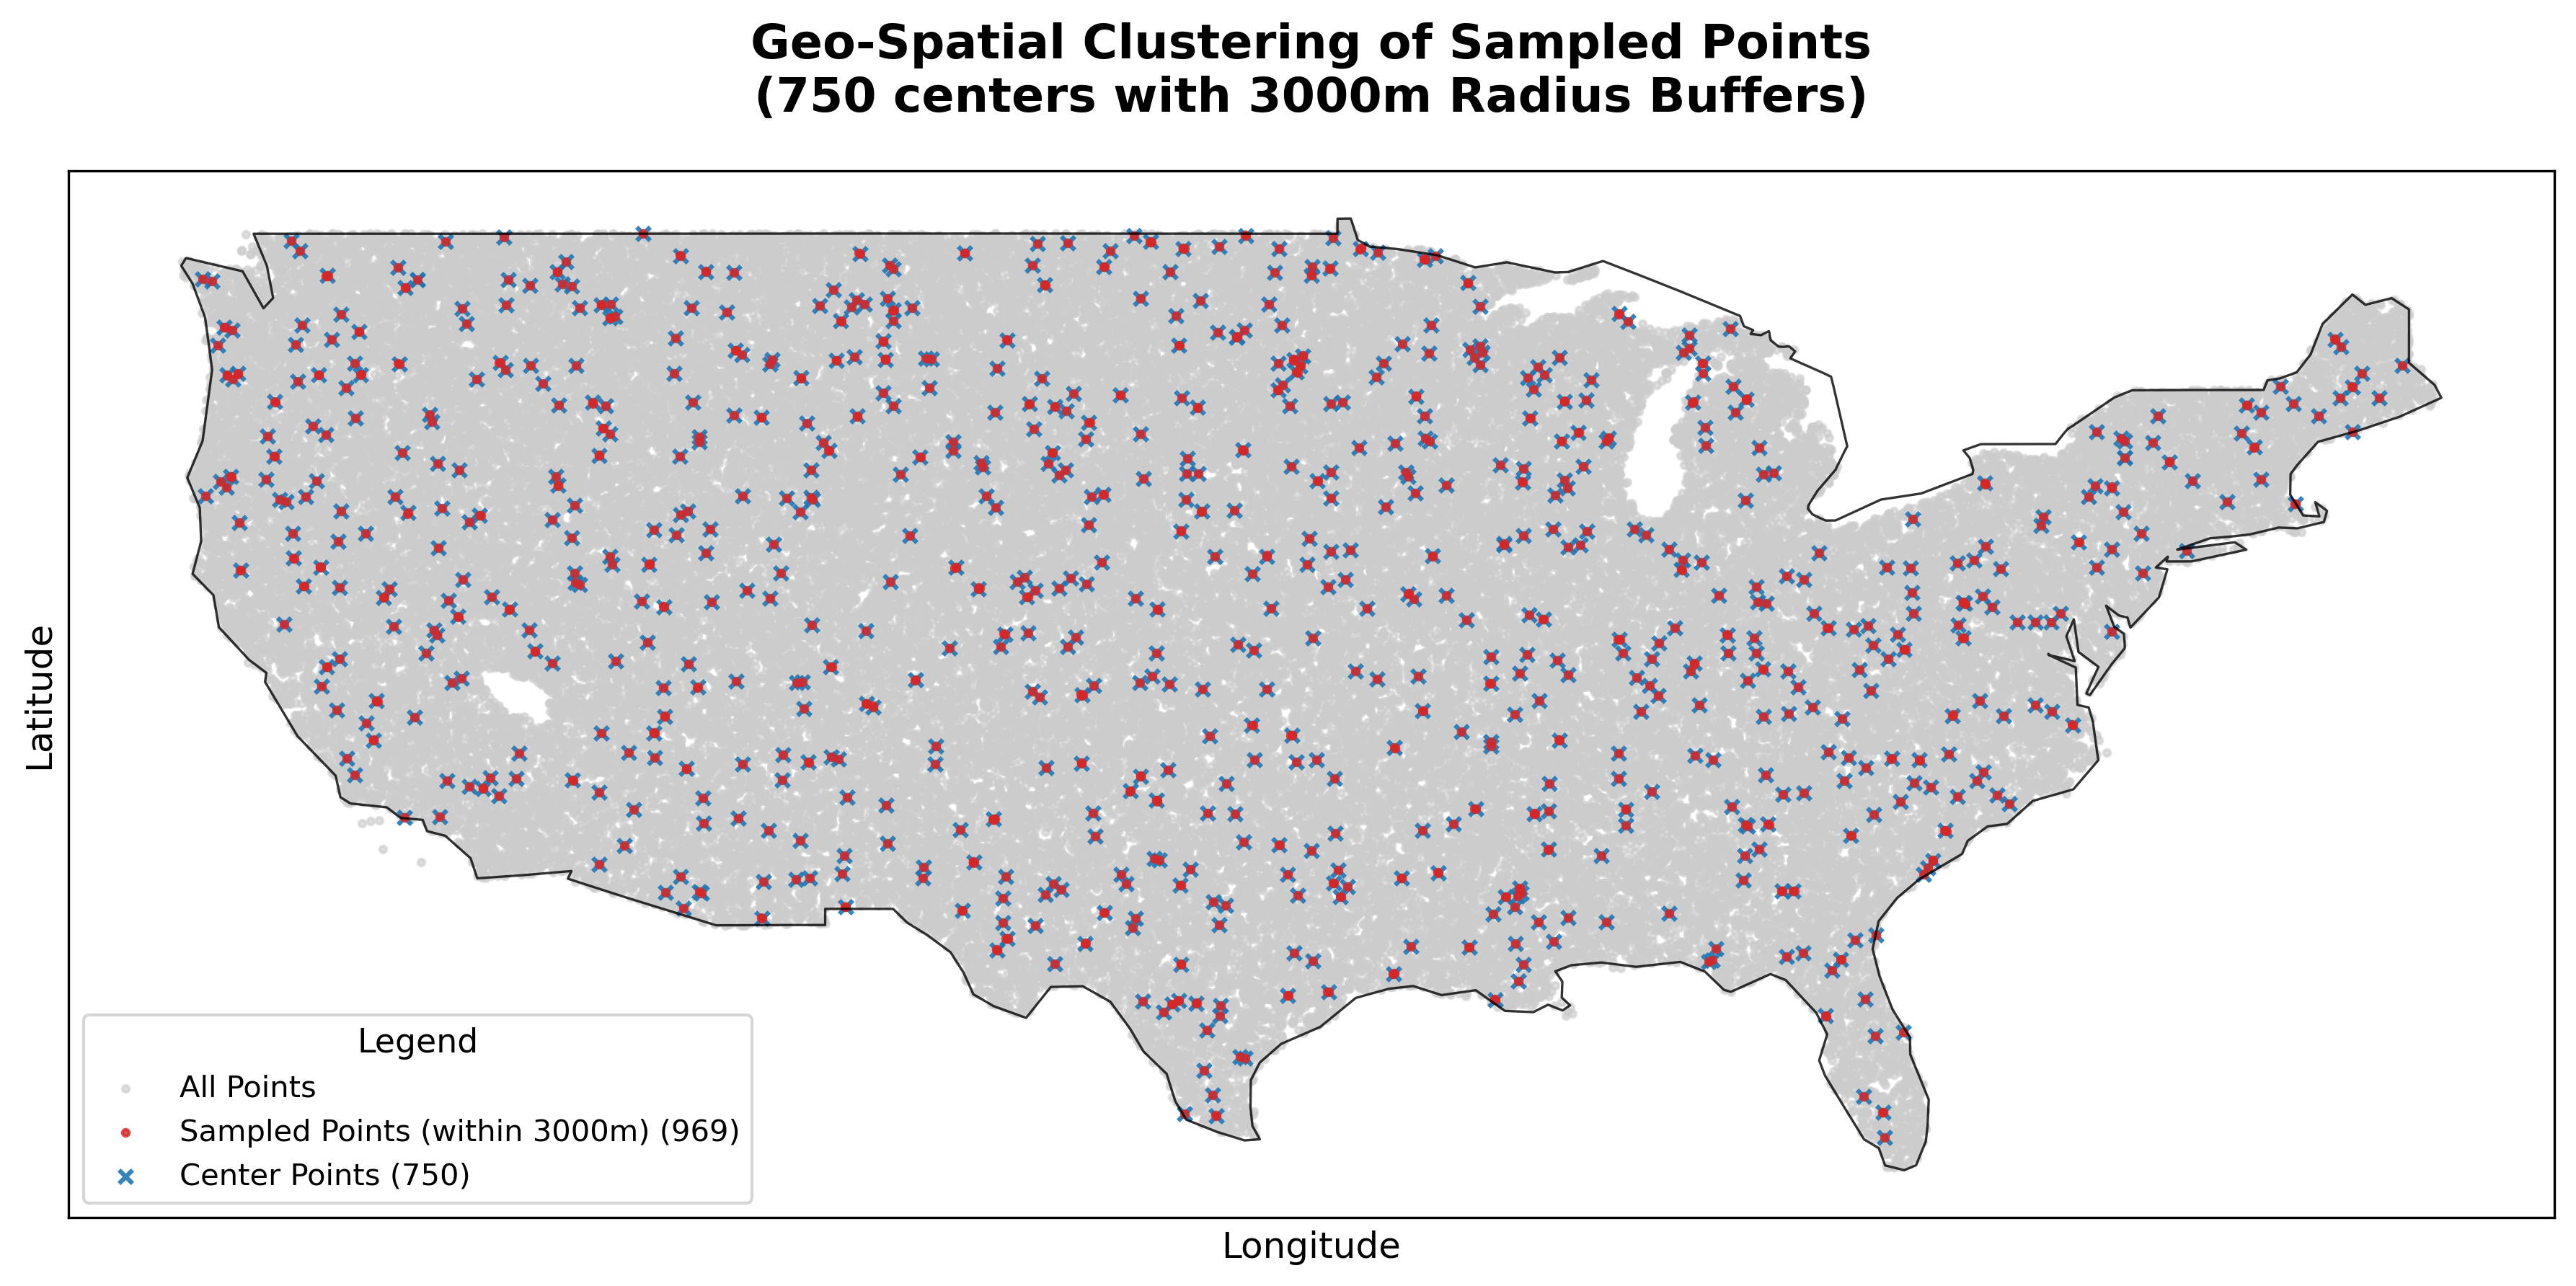 Geo-Spatial Clustering of Sampled Points
(750 centers with 3000m Radius Buffers)
Latitude
Legend
All Points
Sampled Points (within 3000m) (969)
Center Points (750)
Longitude